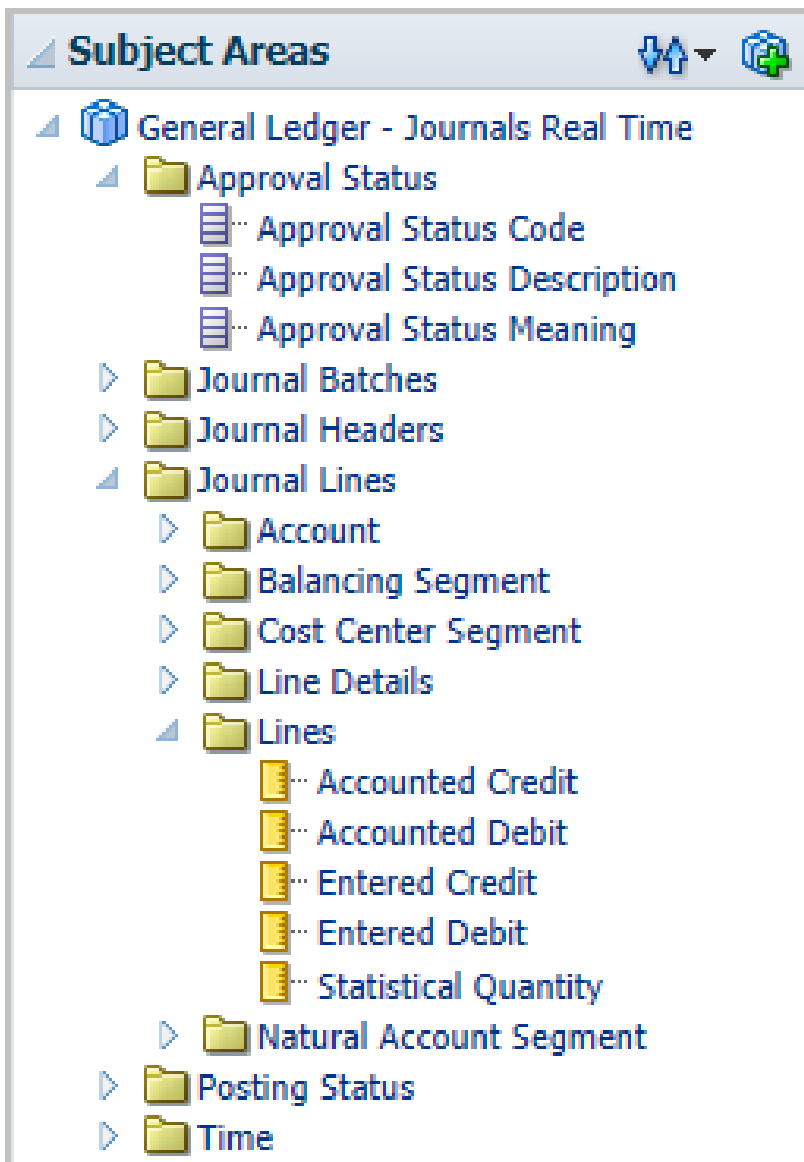 Subject Areas
General Ledger - Journals Real Time
Approval Status
Approval Status Code
Approval Status Description
Approval Status Meaning
Journal Batches
Journal Headers
Journal Lines
Account
Balancing Segment
Cost Center Segment
Line Details
Lines
Accounted Credit
Accounted Debit
Entered Credit
Entered Debit
Statistical Quantity
Natural Account Segment
Posting Status
Time